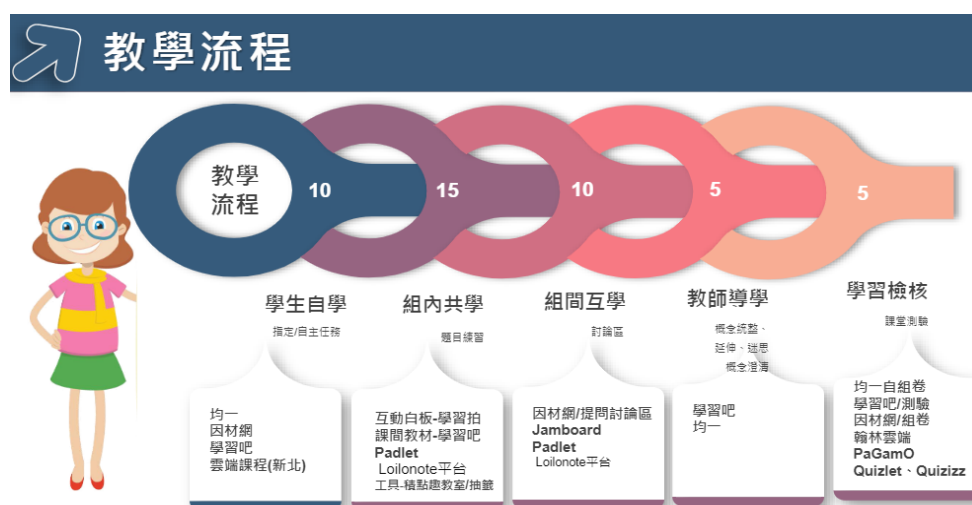 教學流程
教學
流程
10
15
10
5
5
學生自學
指定/自主任務
組內共學
題目練習
組間互學
討論區
教師導學
概念統整、
延伸、迷思
概念澄清
學習檢核
課堂測驗
均一
因材網
學習吧
雲端課程(新北)
互動白板-學習拍
課間教材-學習吧
Padlet
Loilonote平台
工具-積點趣教室/抽籤
因材網/提問討論區
Jamboard
Padlet
Loilonote平台
學習吧
均一
均一自組卷
學習吧/測驗
因材網/組卷
翰林雲端
PaGamO
Quizlet、Quizizz